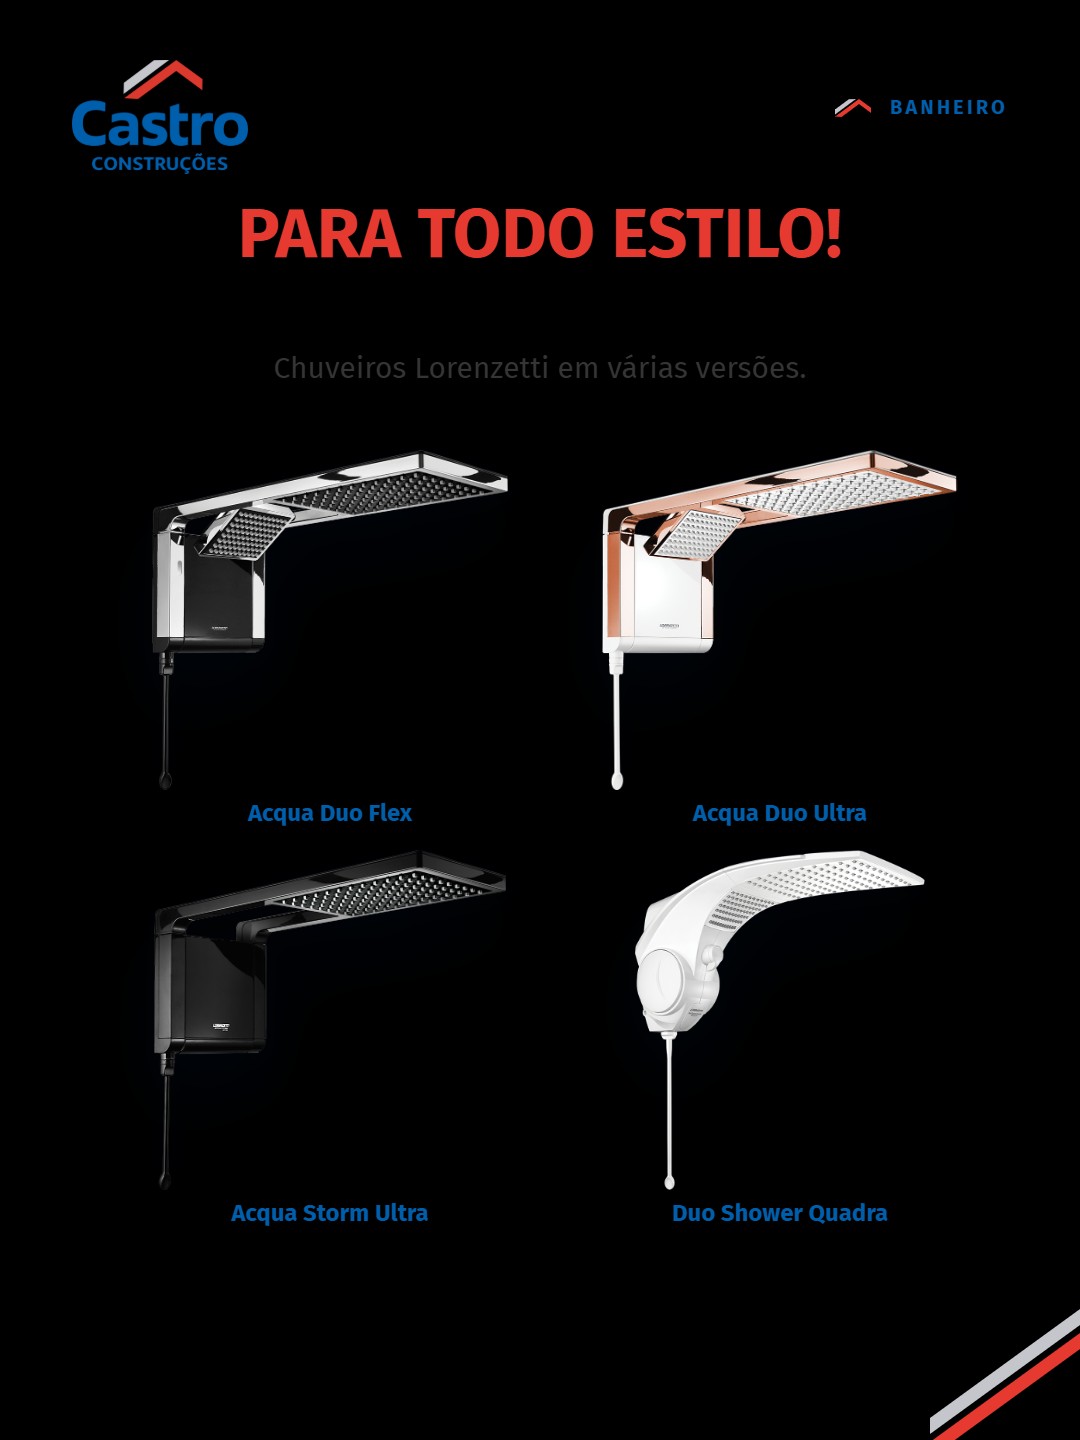 Castro
CONSTRUÇÕES
BANHEIRO
PARA TODO ESTILO!
Chuveiros Lorenzetti em várias versões.
Acqua Duo Flex
Acqua Duo Ultra
Acqua Storm Ultra
Duo Shower Quadra